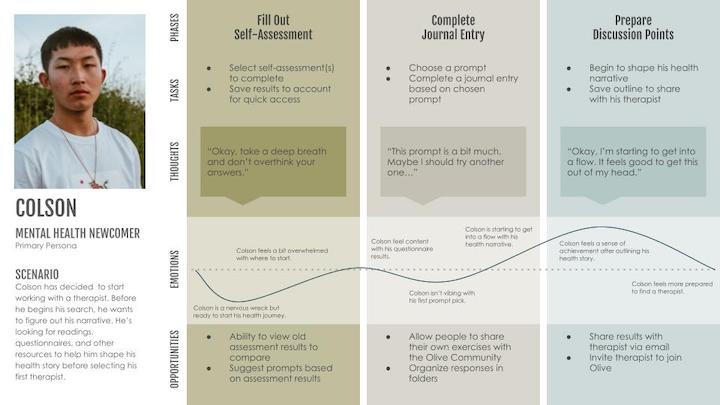 PHASES
Fill Out
Self-Assessment
Complete
Journal Entry
Prepare
Discussion Points
TASKS
● Select self-assessment(s)
to complete
● Save results to account
for quick access
● Choose a prompt
● Complete a journal entry
based on chosen
prompt
● Begin to shape his health
narrative
● Save outline to share
with his therapist
THOUGHTS
“Okay, take a deep breath
and don’t overthink your
answers.”
“This prompt is a bit much.
Maybe I should try another
one…”
“Okay, I’m starting to get into
a flow. It feels good to get this
out of my head.”
COLSON
MENTAL HEALTH NEWCOMER
Primary Persona
SCENARIO
Colson has decided to start
working with a therapist. Before
he begins his search, he wants
to figure out his narrative. He’s
looking for readings,
questionnaires, and other
resources to help him shape his
health story before selecting his
first therapist.
EMOTIONS
Colson feels a bit overwhelmed
with where to start.
Colson is a nervous wreck but
ready to start his health journey.
Colson feel content
with his questionnaire
results.
Colson isn’t vibing with
his first prompt pick.
Colson is starting to get
into a flow with his
health narrative.
Colson feels a sense of
achievement after outlining his
health story.
Colson feels more prepared
to find a therapist.
OPPORTUNITIES
● Ability to view old
assessment results to
compare
● Suggest prompts based
on assessment results
● Allow people to share
their own exercises with
the Olive Community
● Organize responses in
folders
● Share results with
therapist via email
● Invite therapist to join
Olive